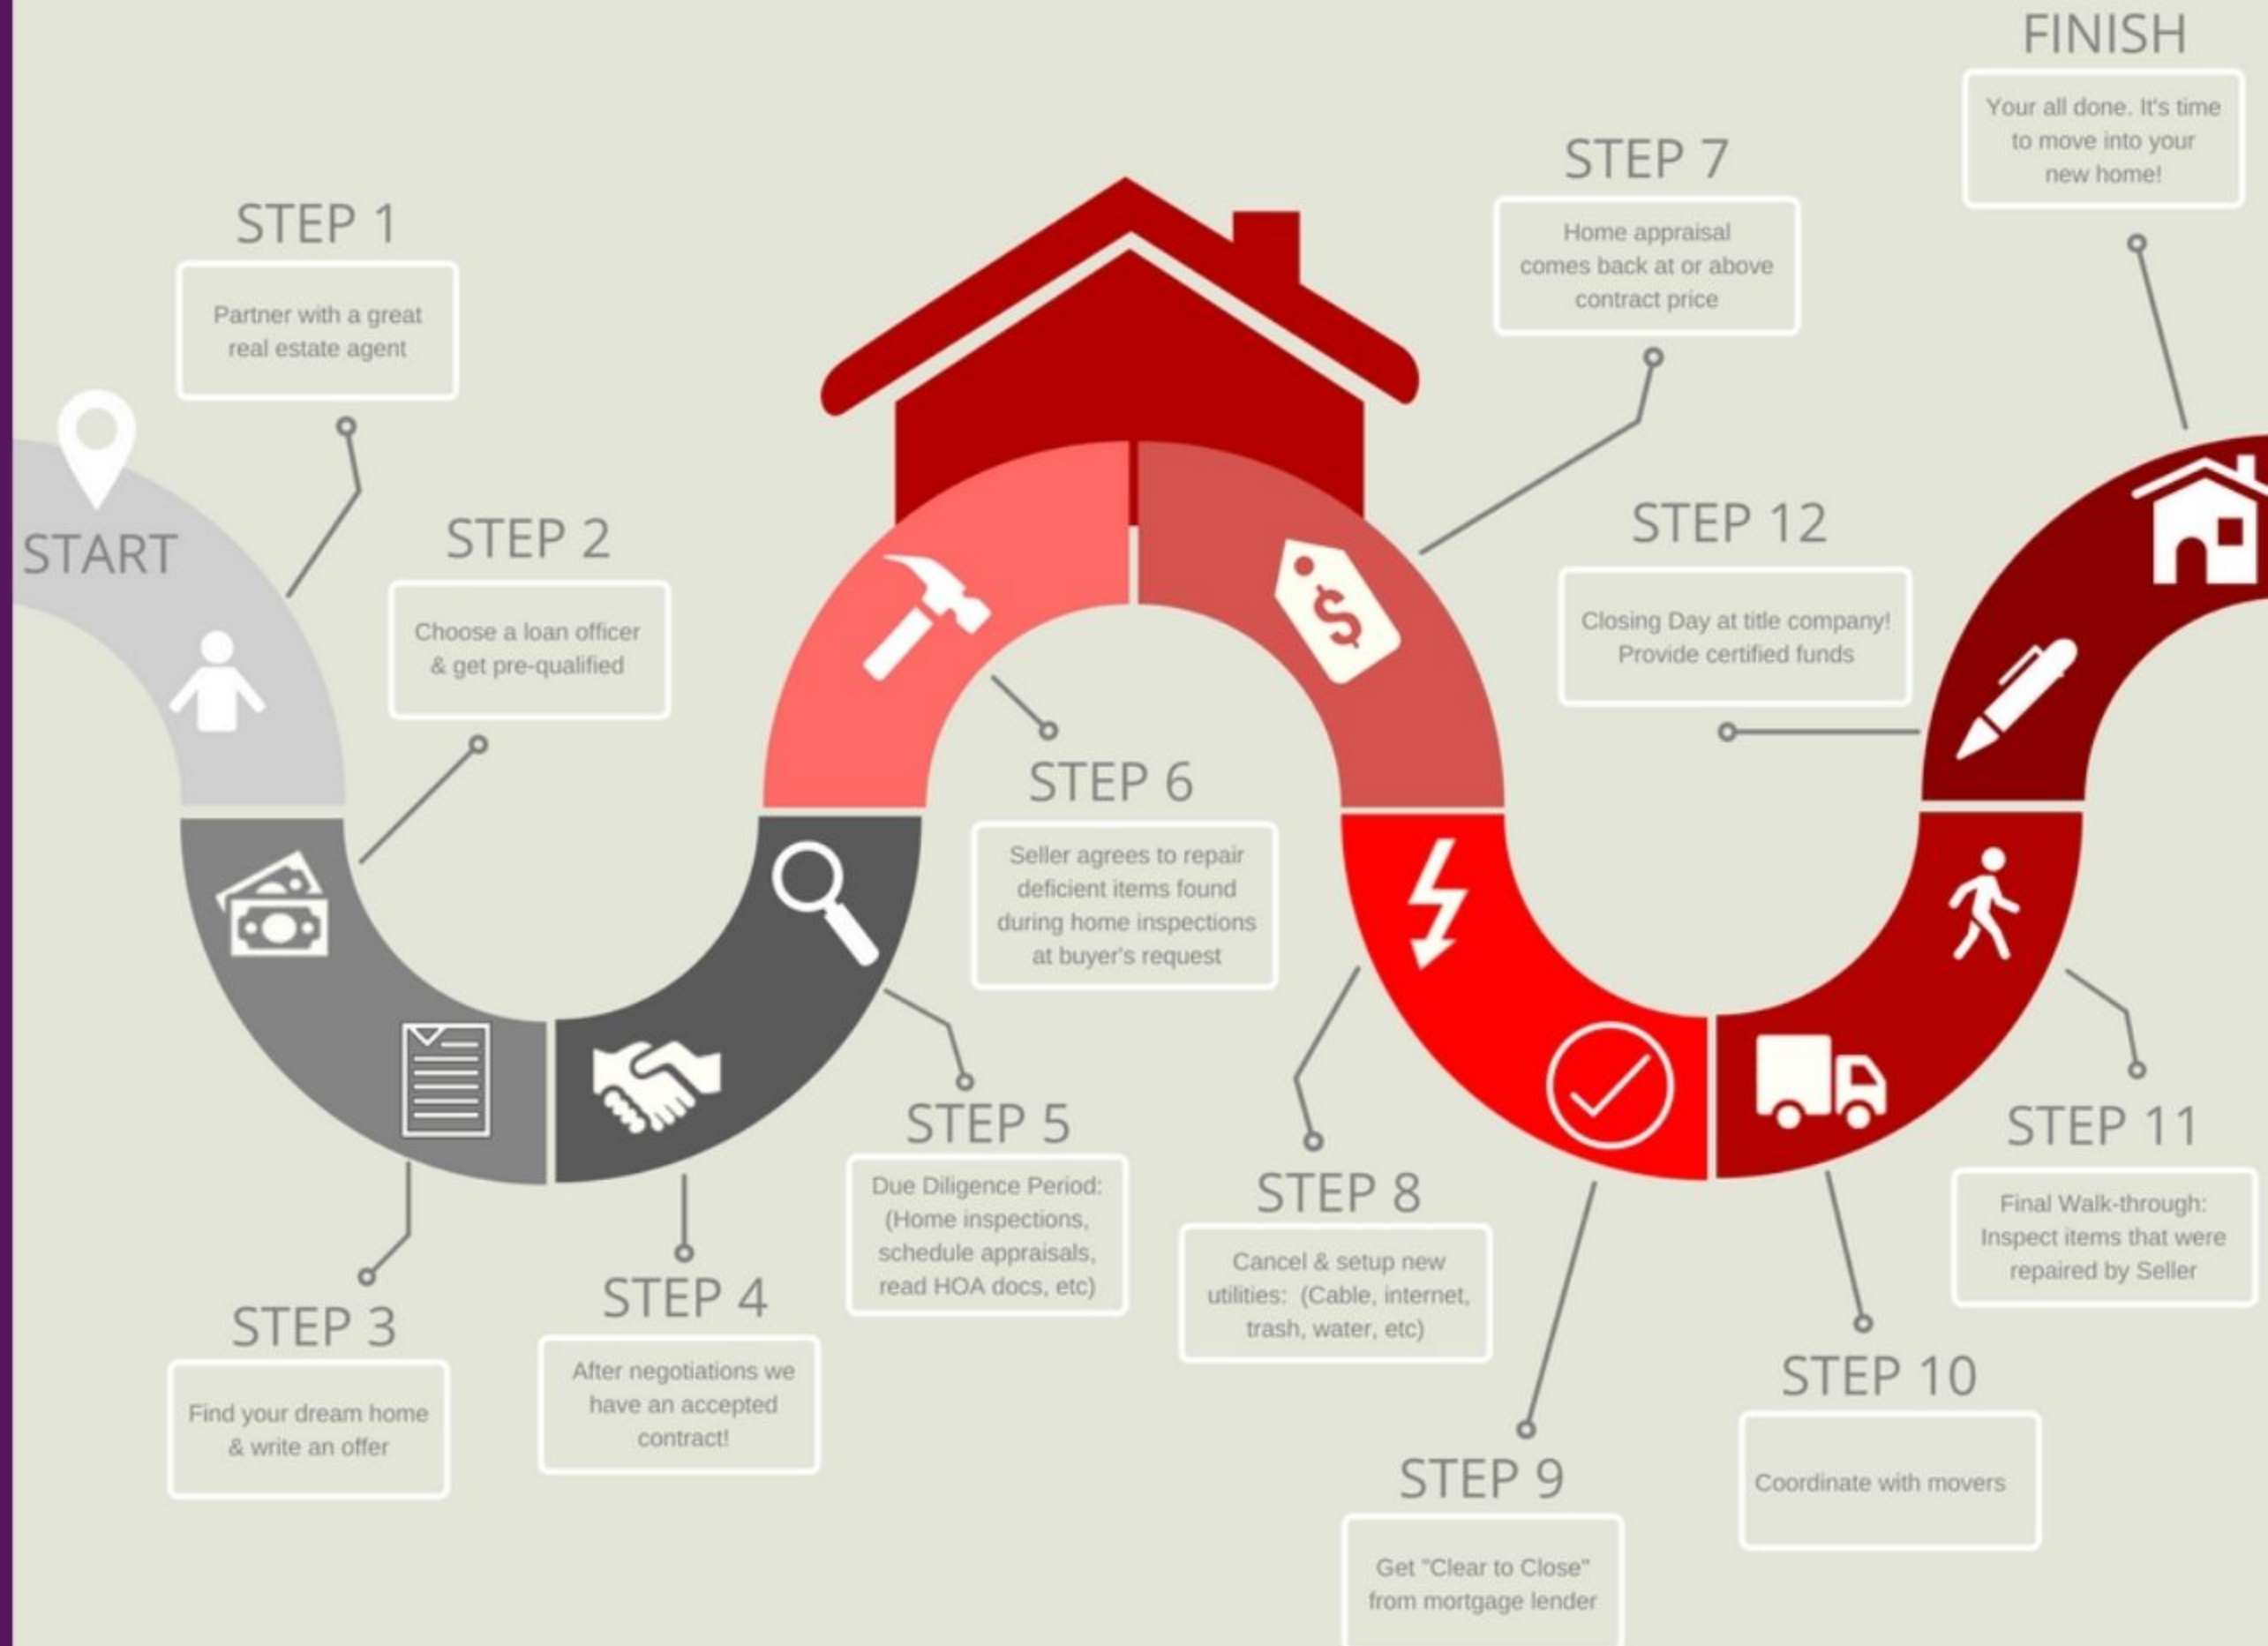 START
STEP 1
Partner with a great
real estate agent
STEP 2
Choose a loan officer
& get pre-qualified
STEP 3
Find your dream home
& write an offer
STEP 4
After negotiations we
have an accepted
contract!
STEP 5
Due Diligence Period:
(Home inspections,
schedule appraisals,
read HOA docs, etc)
STEP 6
Seller agrees to repair
deficient items found
during home inspections
at buyer's request
STEP 7
Home appraisal
comes back at or above
contract price
STEP 8
Cancel & setup new
utilities:  (Cable, internet,
trash, water, etc)
STEP 9
Get "Clear to Close"
from mortgage lender
STEP 10
Coordinate with movers
STEP 11
Final Walk-through:
Inspect items that were
repaired by Seller
STEP 12
Closing Day at title company!
Provide certified funds
FINISH
Your all done. It's time
to move into your
new home!
$